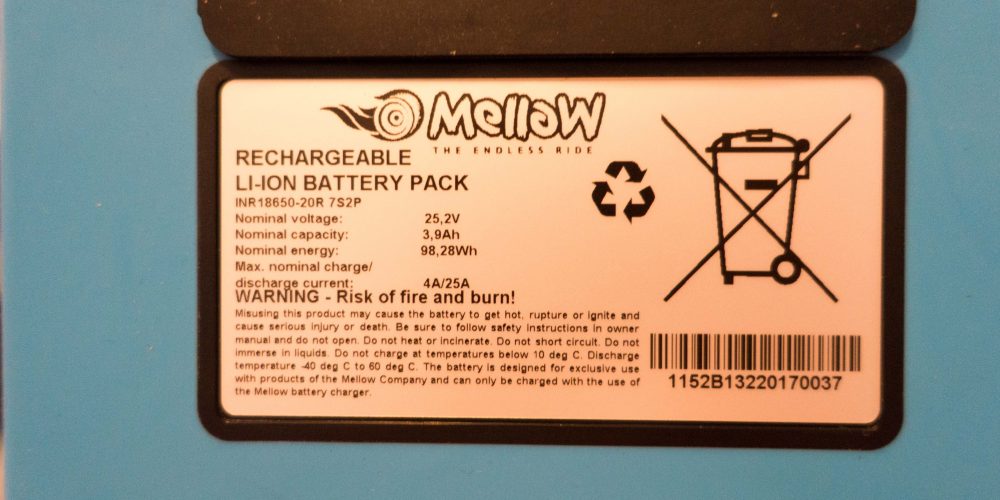 MellowW
THE ENDLESS RIDE
RECHARGEABLE
LI-ION BATTERY PACK
INR18650-20R 7S2P
Nominal voltage: 25,2V
Nominal capacity: 3,9Ah
Nominal energy: 98,28Wh
Max. nominal charge/
discharge current: 4A/25A
WARNING - Risk of fire and burn!
Misusing this product may cause the battery to get hot, rupture or ignite and
cause serious injury or death. Be sure to follow safety instructions in owner
manual and do not open. Do not heat or incinerate. Do not short circuit. Do not
immerse in liquids. Do not charge at temperatures below 10 deg C. Discharge
temperature -40 deg C to 60 deg C. The battery is designed for exclusive use
with products of the Mellow Company and can only be charged with the use of
the Mellow battery charger.
1152B13220170037